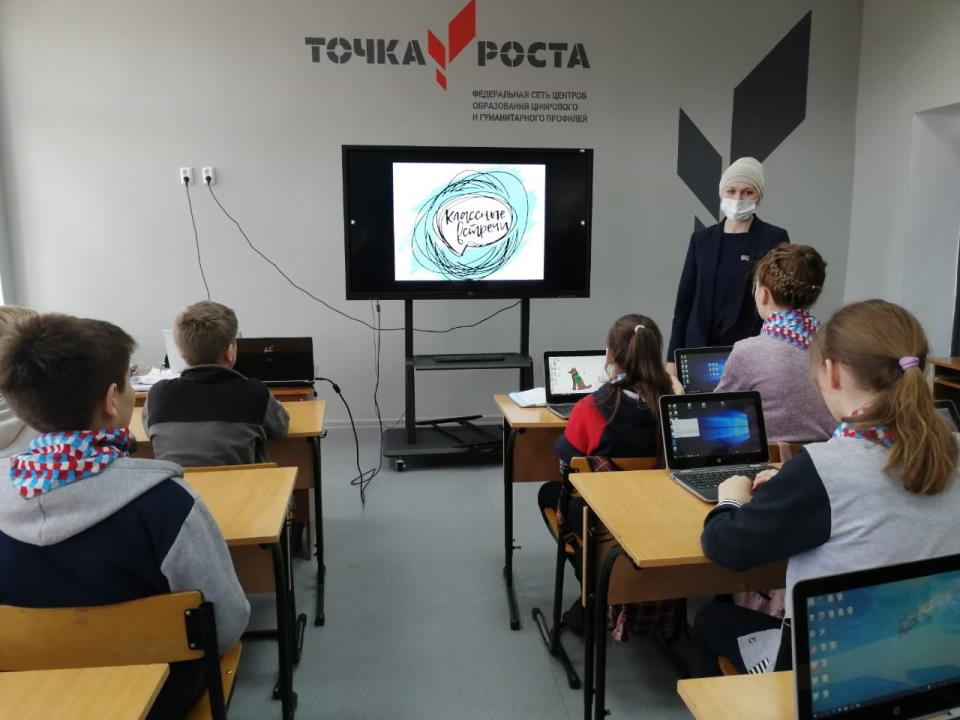 ТОЧКА РОСТА
ФЕДЕРАЛЬНАЯ СЕТЬ ЦЕНТРОВ
ОБРАЗОВАНИЯ ЦИФРОВОГО
И ГУМАНИТАРНОГО ПРОФИЛЕЙ
Классные
встречи